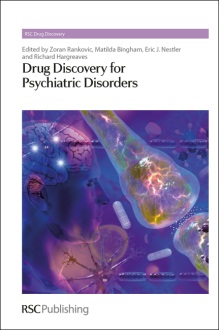 RSC Drug Discovery
Edited by Zoran Rankovic, Matilda Bingham, Eric J. Nestler
and Richard Hargreaves
Drug Discovery for
Psychiatric Disorders
RSCPublishing